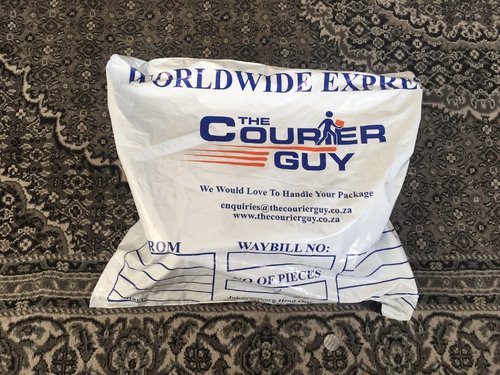 WORLDWIDE EXPRE
THE
COURIER
GUY
We Would Love To Handle Your Package
enquiries@thecourierguy.co.za
www.thecourierguy.co.za
ROM
WAYBILL NO:
NO OF PIECES